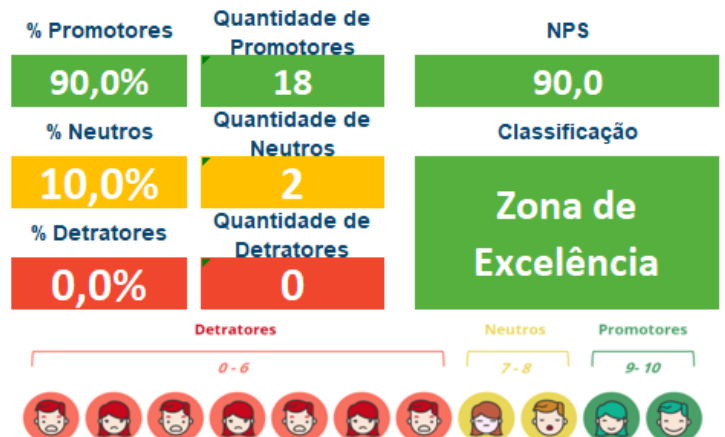 % Promotores
Quantidade de
Promotores
NPS
90,0%
18
90,0
% Neutros
Quantidade de
Neutros
Classificação
10,0%
2
Zona de
Excelência
% Detratores
Quantidade de
Detratores
0,0%
0
Detratores
Neutros
Promotores
0 - 6
7 - 8
9- 10